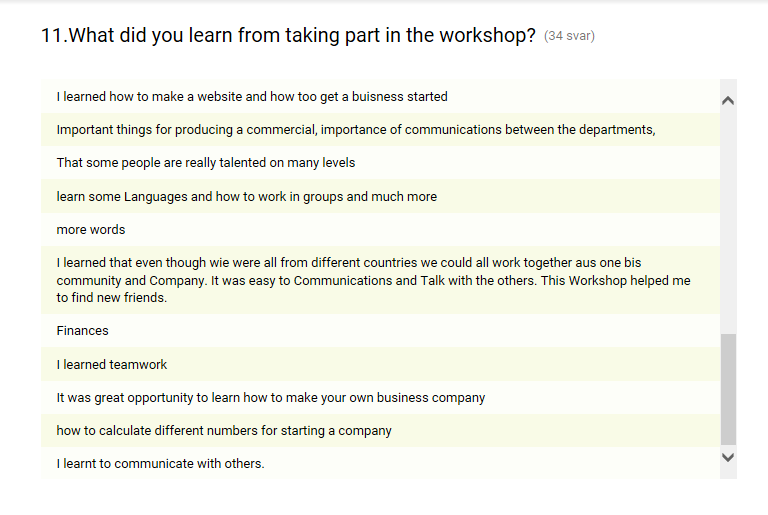 11.What did you learn from taking part in the workshop? (34 svar)
I learned how to make a website and how too get a buisness started
Important things for producing a commercial, importance of communications between the departments,
That some people are really talented on many levels
learn some Languages and how to work in groups and much more
more words
I learned that even though wie were all from different countries we could all work together aus one bis
community and Company. It was easy to Communications and Talk with the others. This Workshop helped me
to find new friends.
Finances
I learned teamwork
It was great opportunity to learn how to make your own business company
how to calculate different numbers for starting a company
I learnt to communicate with others.